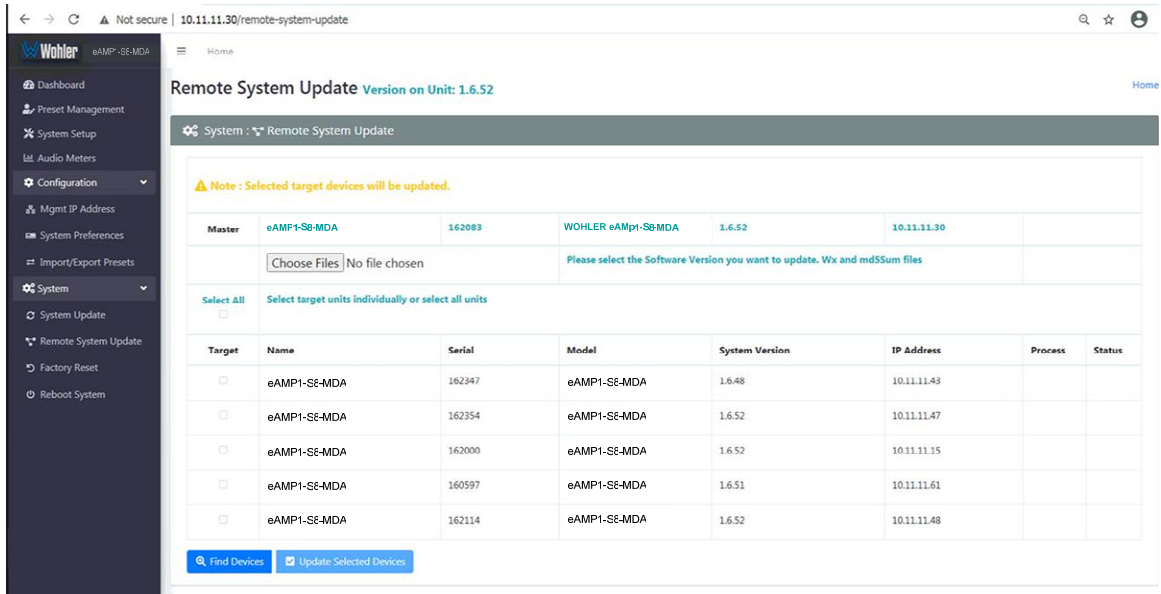 Not secure | 10.11.11.30/remote-system-update
Wohler eAMP1-S8-MDA
Home
Dashboard
Preset Management
System Setup
Audio Meters
Configuration
Mgmt IP Address
System Preferences
Import/Export Presets
System
System Update
Remote System Update
Factory Reset
Reboot System
Remote System Update Version on Unit: 1.6.52
Home
System : Remote System Update
Note : Selected target devices will be updated.
Master eAMP1-S8-MDA 162083 WOHLER eAMp1-S8-MDA 1.6.52 10.11.11.30
Choose Files No file chosen Please select the Software Version you want to update. Wx and md5Sum files
Select All Select target units individually or select all units
Target Name Serial Model System Version IP Address Process Status
eAMP1-S8-MDA 162347 eAMP1-S8-MDA 1.6.48 10.11.11.43
eAMP1-S8-MDA 162354 eAMP1-S8-MDA 1.6.52 10.11.11.47
eAMP1-S8-MDA 162000 eAMP1-S8-MDA 1.6.52 10.11.11.15
eAMP1-S8-MDA 160597 eAMP1-S8-MDA 1.6.51 10.11.11.61
eAMP1-S8-MDA 162114 eAMP1-S8-MDA 1.6.52 10.11.11.48
Find Devices Update Selected Devices